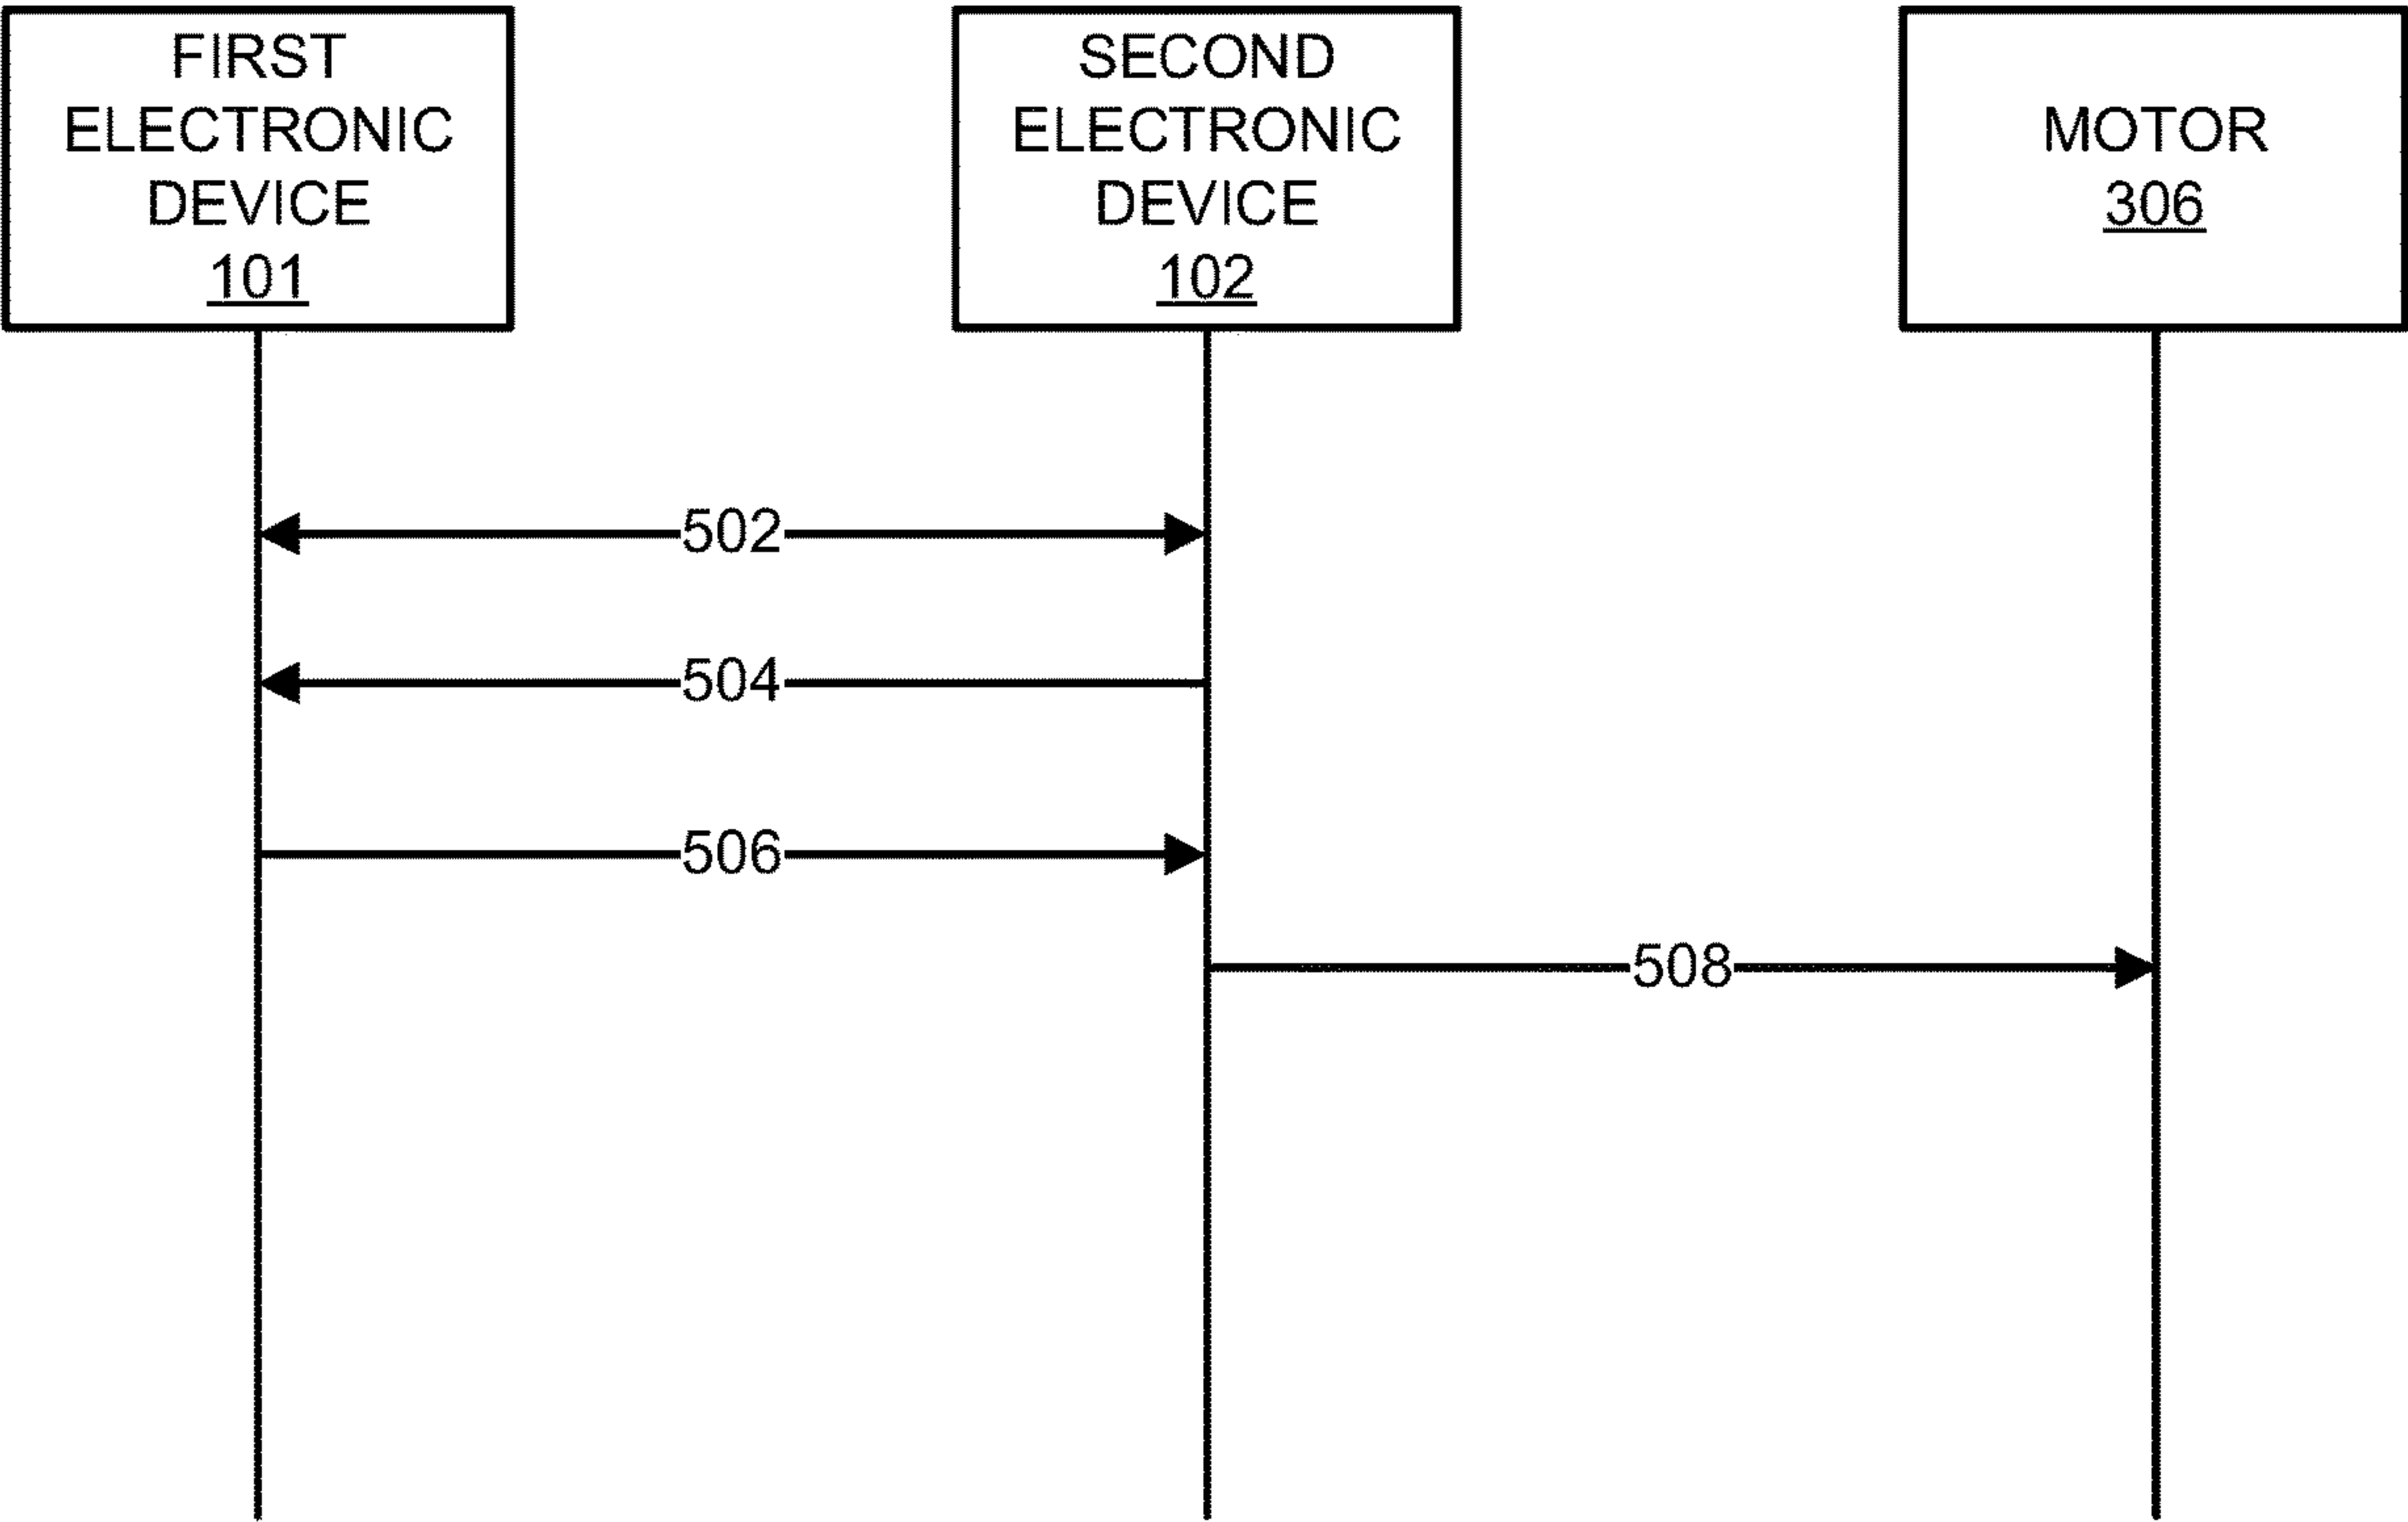 FIRST
ELECTRONIC
DEVICE
101
SECOND
ELECTRONIC
DEVICE
102
MOTOR
306
502
504
506
508